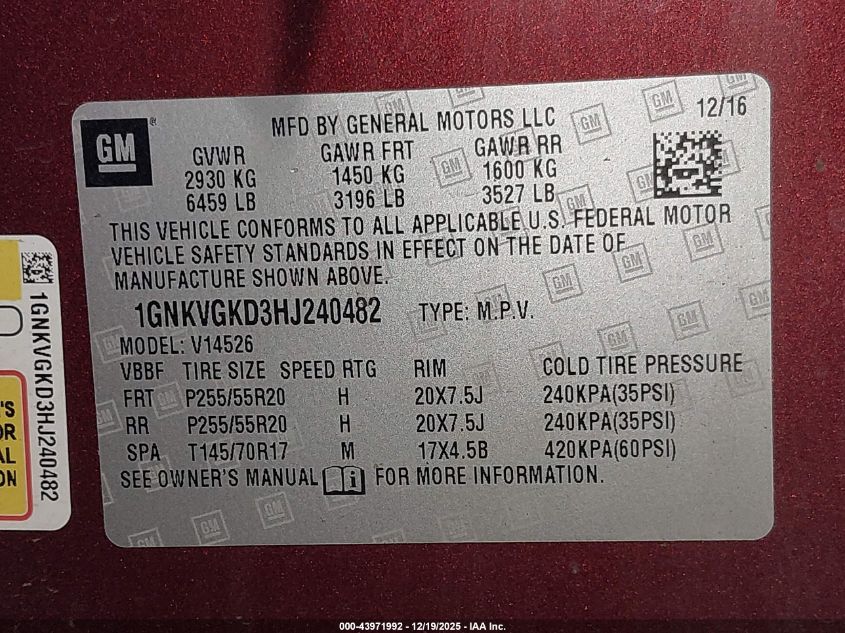 GM®
MFD BY GENERAL MOTORS LLC
12/16
GVWR GAWR FRT GAWR RR
2930 KG 1450 KG 1600 KG
6459 LB 3196 LB 3527 LB
THIS VEHICLE CONFORMS TO ALL APPLICABLE U.S. FEDERAL MOTOR
VEHICLE SAFETY STANDARDS IN EFFECT ON THE DATE OF
MANUFACTURE SHOWN ABOVE.
1GNKVGKD3HJ240482 TYPE: M.P.V.
MODEL: V14526
VBBF TIRE SIZE SPEED RTG RIM COLD TIRE PRESSURE
FRT P255/55R20 H 20X7.5J 240KPA(35PSI)
RR P255/55R20 H 20X7.5J 240KPA(35PSI)
SPA T145/70R17 M 17X4.5B 420KPA(60PSI)
SEE OWNER'S MANUAL FOR MORE INFORMATION.
1GNKVGKD3HJ240482
000-43971992 - 12/19/2025 - IAA Inc.